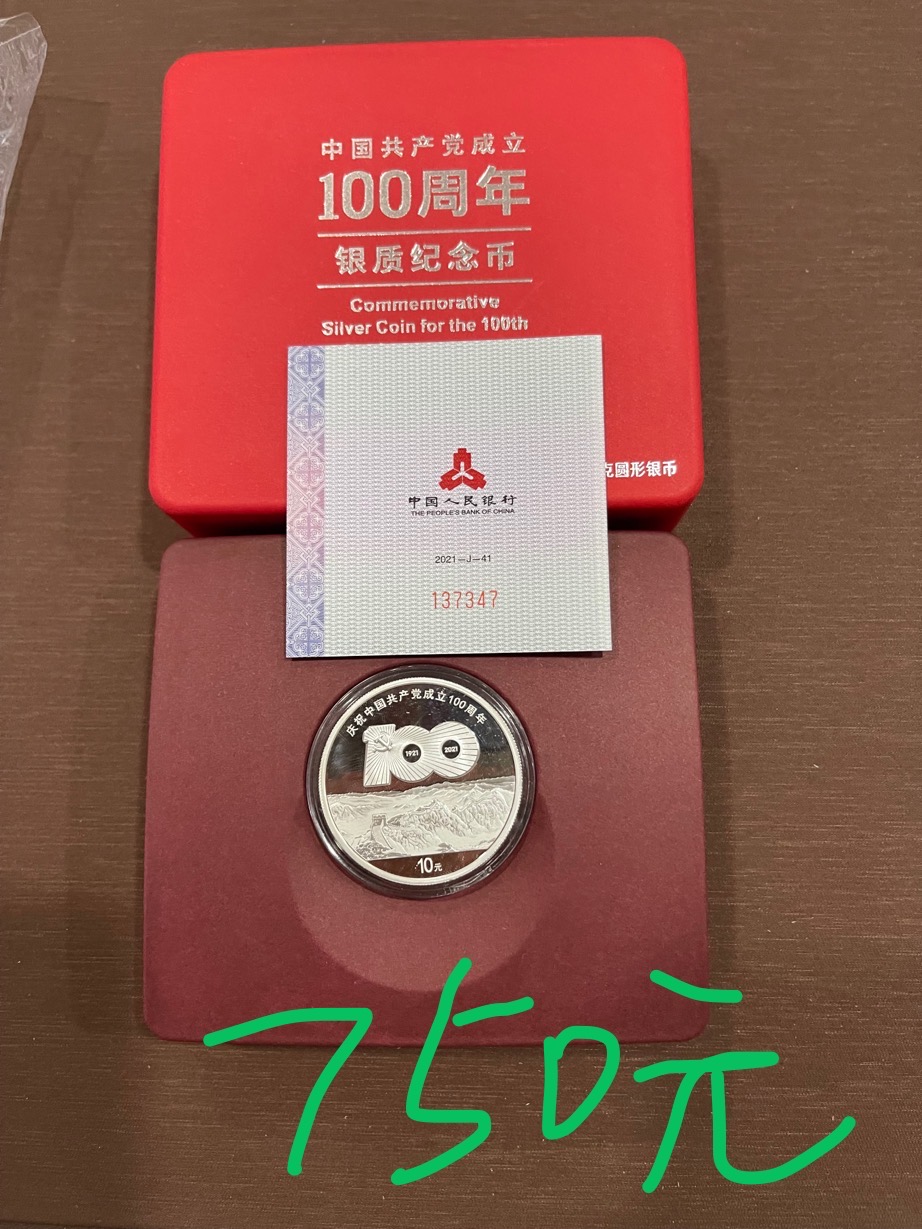 中国共产党成立
100周年
银质纪念币
Commemorative
Silver Coin for the 100th
克圆形银币
中国人民银行
THE PEOPLE'S BANK OF CHINA
2021-J-41
137347
庆祝中国共产党成立100周年
1921 2021
10元
750元